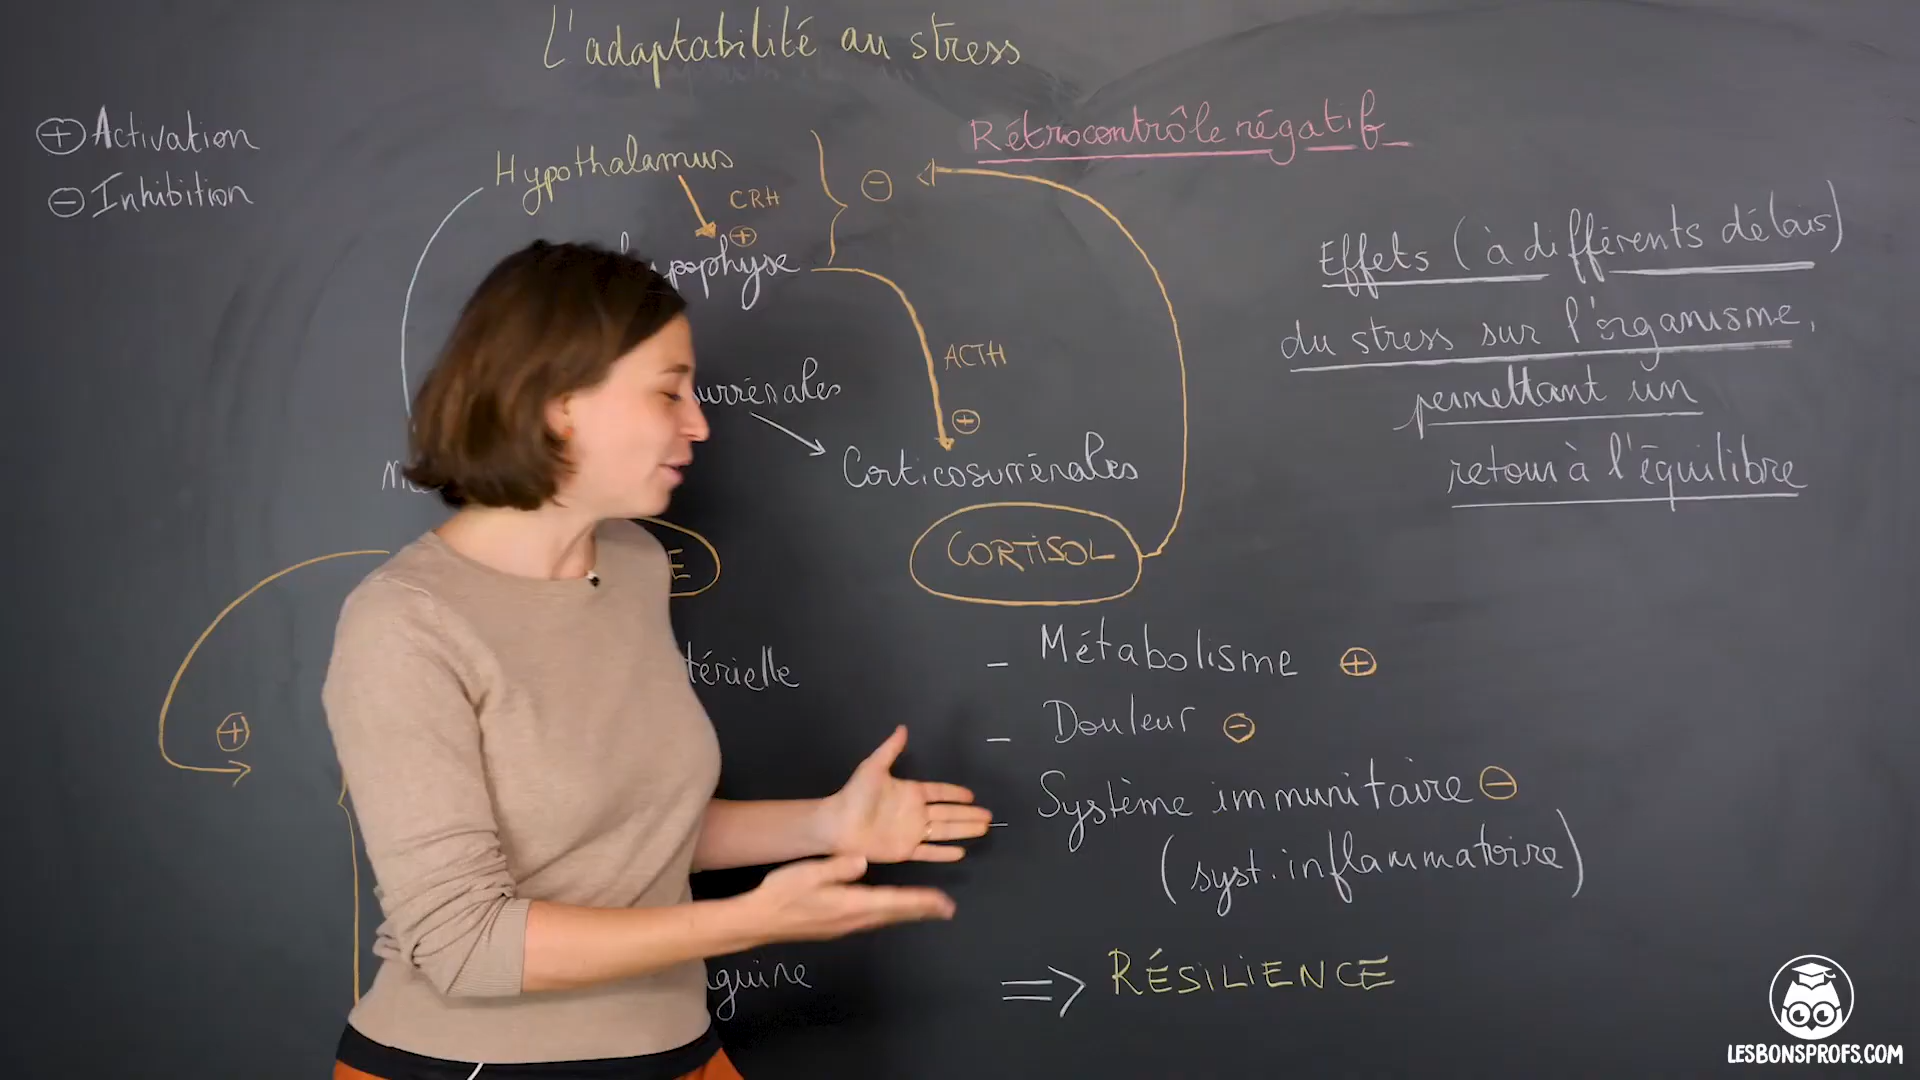 L'adaptabilité au stress
⊕ Activation
⊖ Inhibition
Rétrocontrôle négatif
Hypothalamus
CRH
⊕
⊖
ACTH
⊕
Corticosurrénales
CORTISOL
⊕
Effets (à différents délais)
du stress sur l'organisme,
permettant un
retour à l'équilibre
- Métabolisme ⊕
- Douleur ⊖
- Système immunitaire ⊖
(syst. inflammatoire)
⇒ RÉSILIENCE
LESBONSPROFS.COM